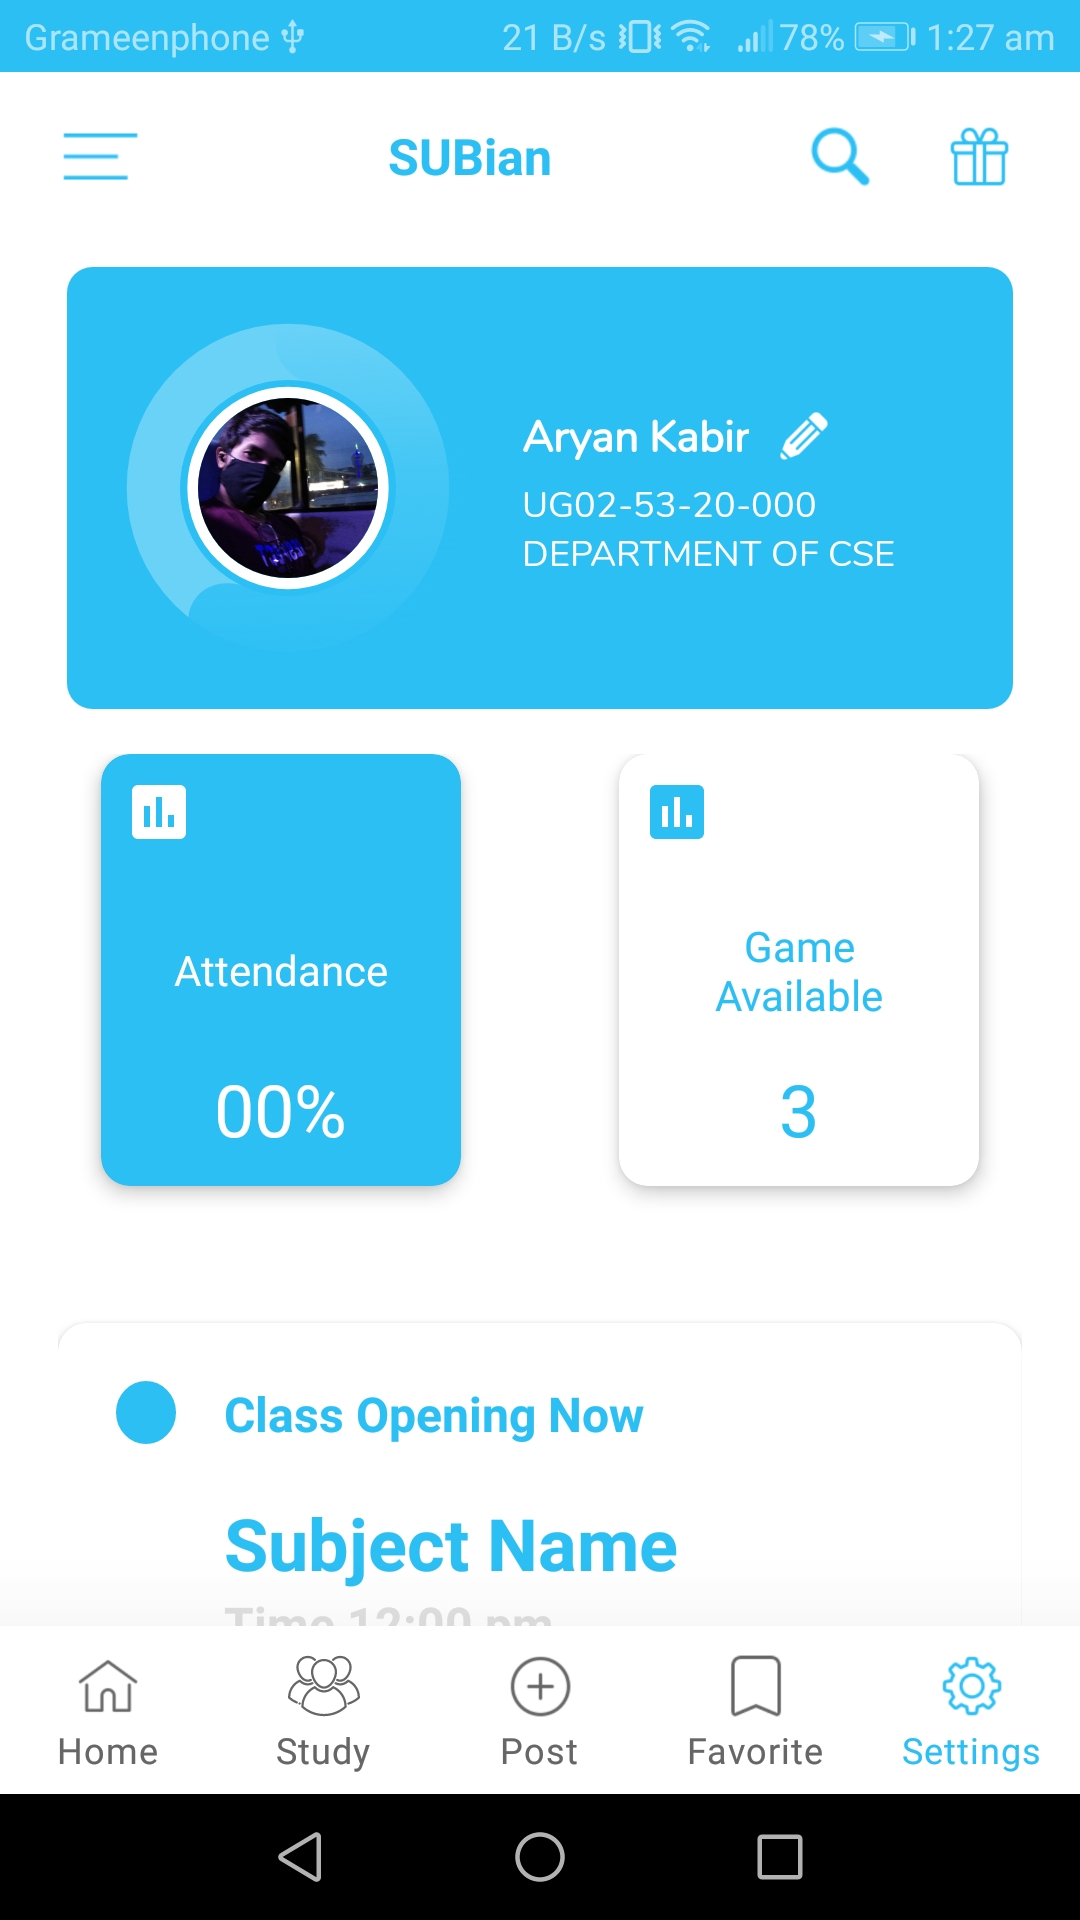 Grameenphone 21 B/s 78% 1:27 am
SUBian
Aryan Kabir
UG02-53-20-000
DEPARTMENT OF CSE
Attendance
00%
Game
Available
3
Class Opening Now
Subject Name
Time 12:00 pm
Home Study Post Favorite Settings